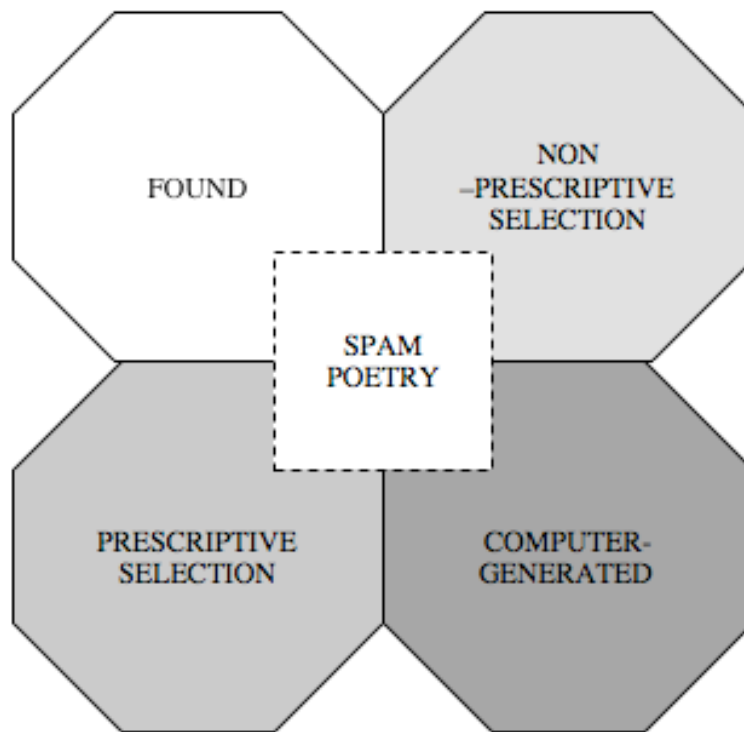 FOUND
NON
–PRESCRIPTIVE
SELECTION
SPAM
POETRY
PRESCRIPTIVE
SELECTION
COMPUTER-
GENERATED